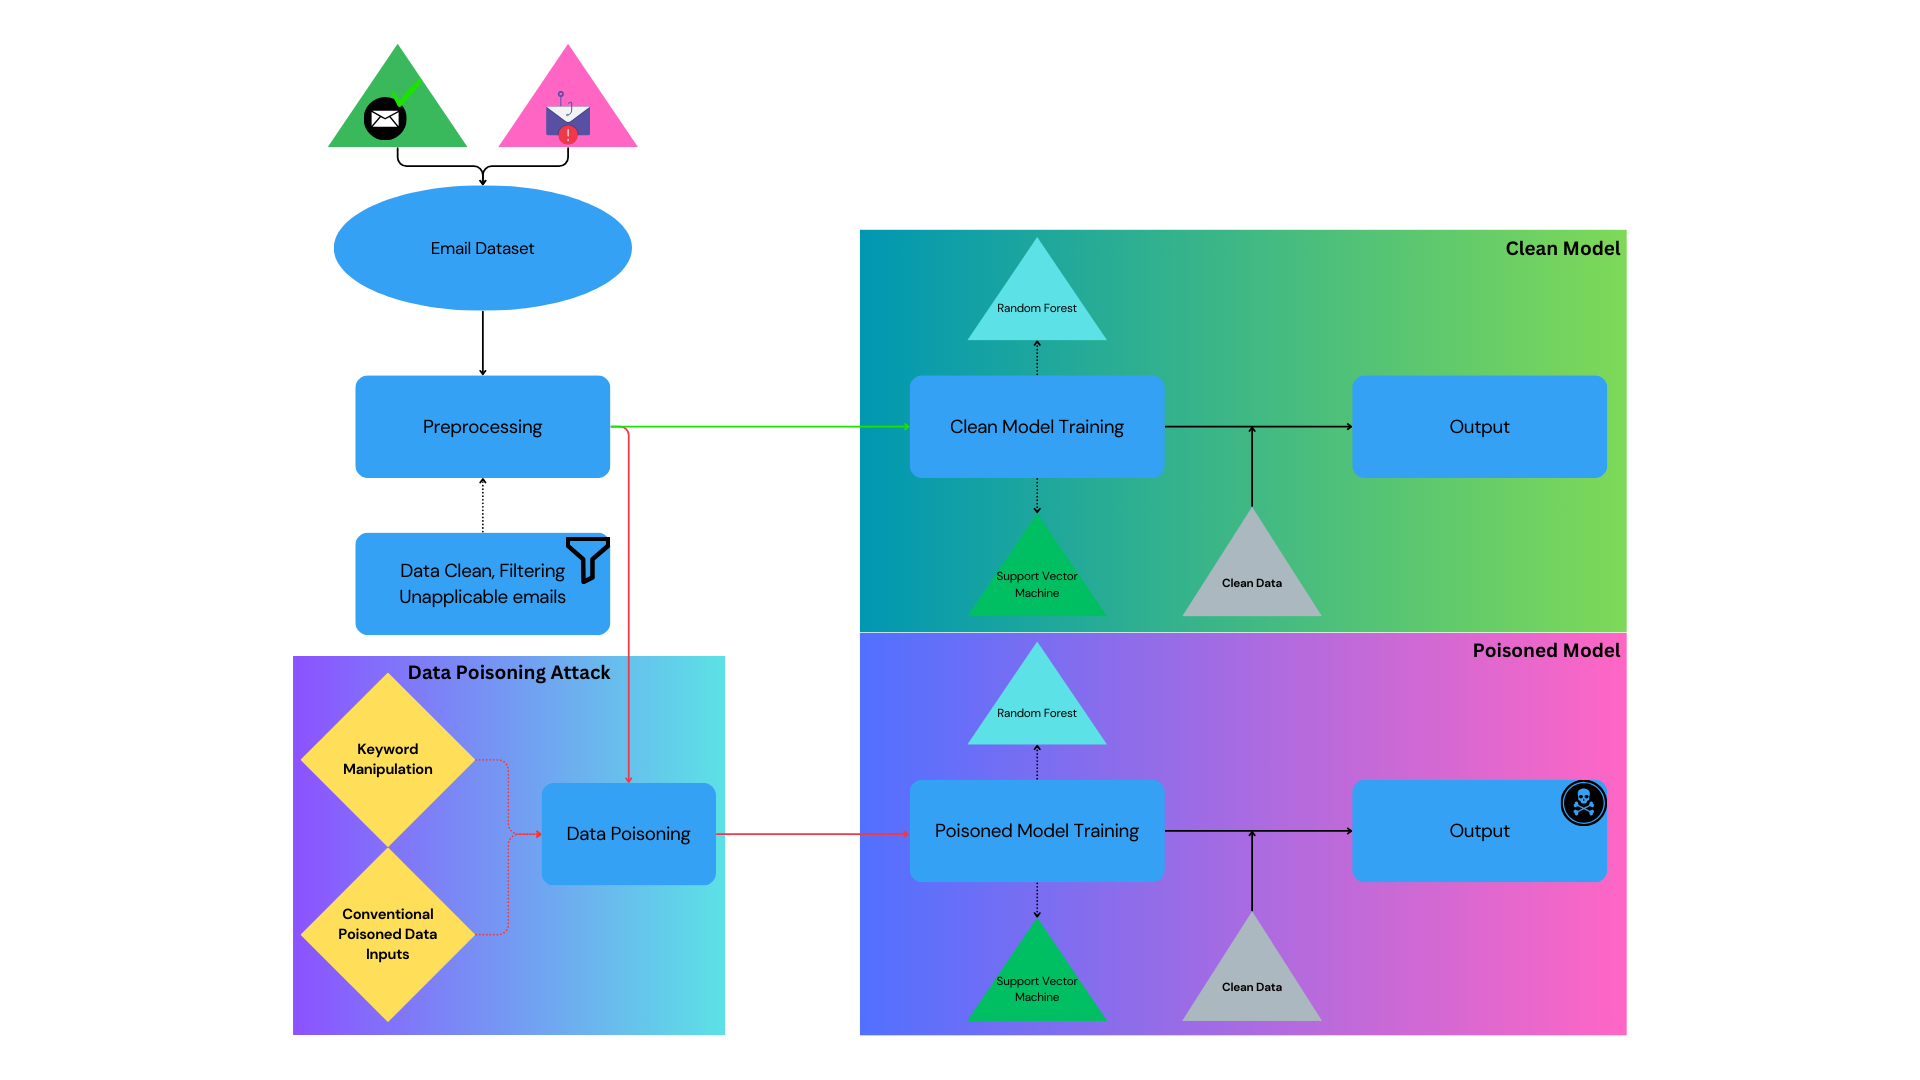 Email Dataset
Preprocessing
Data Clean, Filtering
Unapplicable emails
Data Poisoning Attack
Keyword
Manipulation
Conventional
Poisoned Data
Inputs
Data Poisoning
Clean Model
Random Forest
Clean Model Training
Output
Support Vector
Machine
Clean Data
Poisoned Model
Random Forest
Poisoned Model Training
Output
Support Vector
Machine
Clean Data